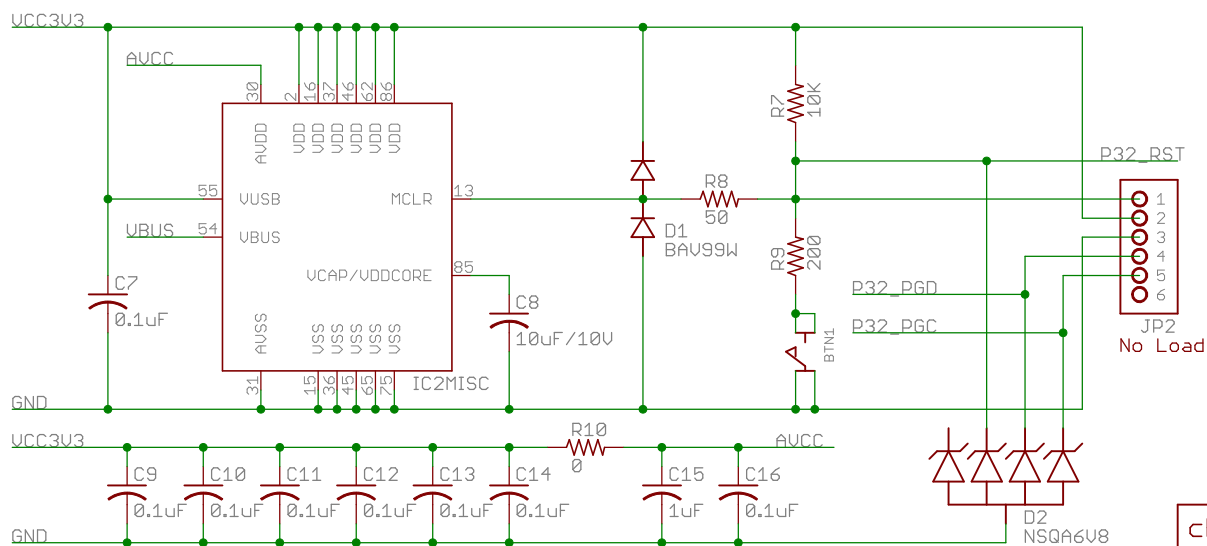 VCC3V3
AVCC
30
2
16
37
46
62
86
AVDD
VDD
VDD
VDD
VDD
VDD
VDD
R7
10K
P32_RST
55
VUSB
MCLR
13
R8
50
1
2
3
4
5
6
VBUS
54
VBUS
D1
BAV99W
R9
200
VCAP/VDDCORE
85
C7
0.1uF
C8
10uF/10V
P32_PGD
P32_PGC
BTN1
JP2
No Load
AVSS
VSS
VSS
VSS
VSS
VSS
31
15
36
45
65
75
IC2MISC
GND
VCC3V3
R10
0
AVCC
C9
0.1uF
C10
0.1uF
C11
0.1uF
C12
0.1uF
C13
0.1uF
C14
0.1uF
C15
1uF
C16
0.1uF
GND
D2
NSQA6V8